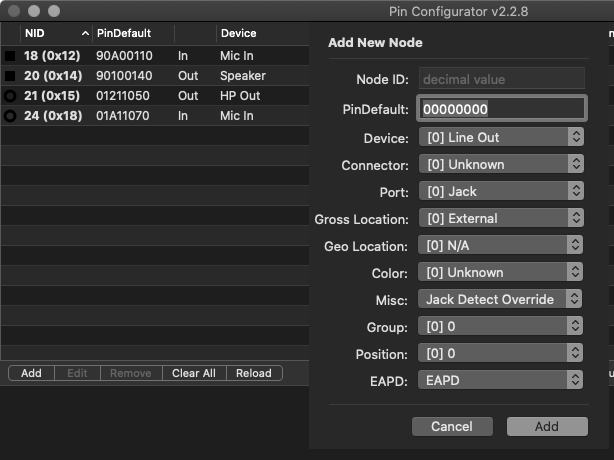 Pin Configurator v2.2.8
NID PinDefault Device
18 (0x12) 90A00110 In Mic In
20 (0x14) 90100140 Out Speaker
21 (0x15) 01211050 Out HP Out
24 (0x18) 01A11070 In Mic In
Add Edit Remove Clear All Reload
Add New Node
Node ID: decimal value
PinDefault: 00000000
Device: [0] Line Out
Connector: [0] Unknown
Port: [0] Jack
Gross Location: [0] External
Geo Location: [0] N/A
Color: [0] Unknown
Misc: Jack Detect Override
Group: [0] 0
Position: [0] 0
EAPD: EAPD
Cancel Add